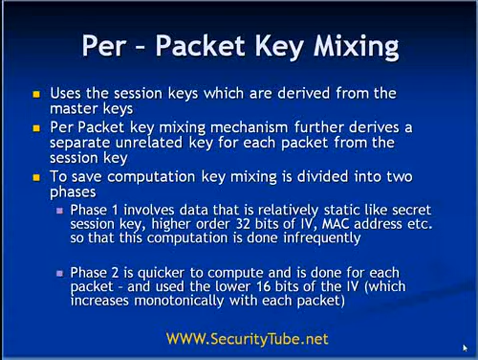 Per – Packet Key Mixing
Uses the session keys which are derived from the
master keys
Per Packet key mixing mechanism further derives a
separate unrelated key for each packet from the
session key
To save computation key mixing is divided into two
phases
Phase 1 involves data that is relatively static like secret
session key, higher order 32 bits of IV, MAC address etc.
so that this computation is done infrequently
Phase 2 is quicker to compute and is done for each
packet – and used the lower 16 bits of the IV (which
increases monotonically with each packet)
WWW.SecurityTube.net